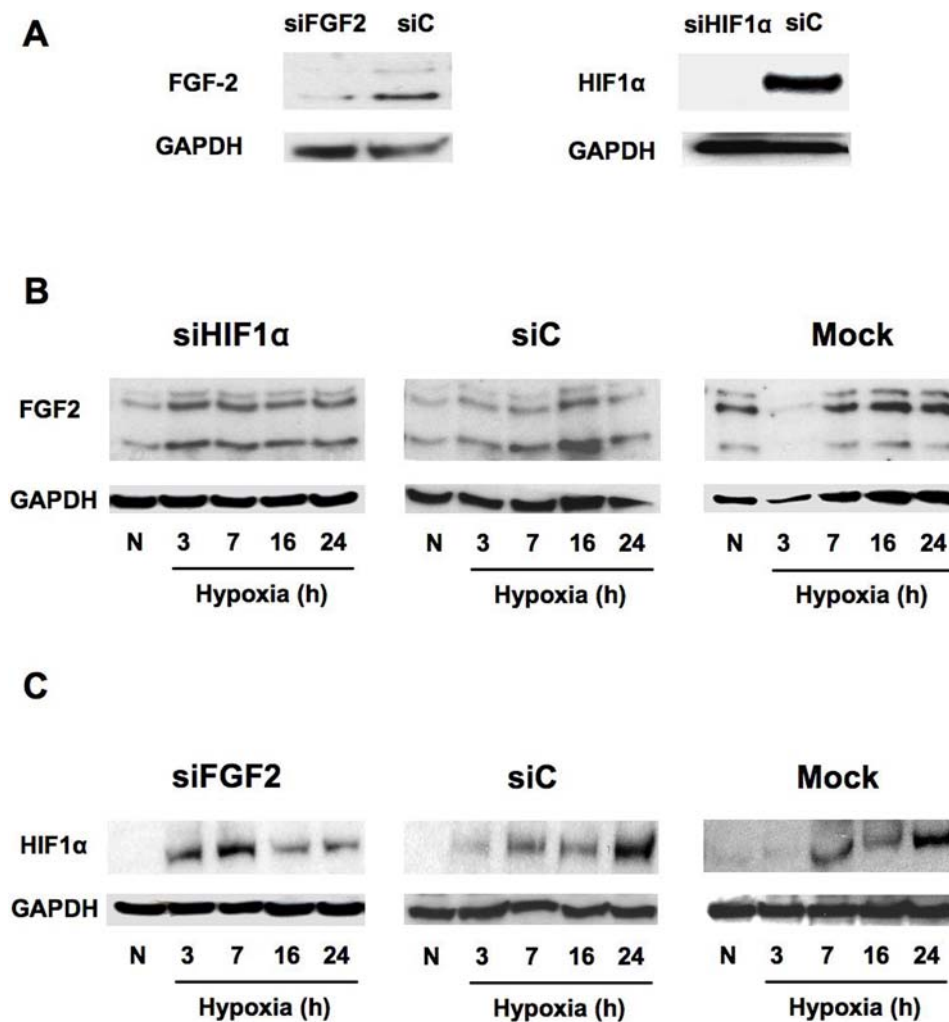 A
siFGF2 siC
siHIF1α siC
FGF-2
HIF1α
GAPDH
GAPDH
B
siHIF1α siC Mock
FGF2
GAPDH
N 3 7 16 24 N 3 7 16 24 N 3 7 16 24
Hypoxia (h) Hypoxia (h) Hypoxia (h)
C
siFGF2 siC Mock
HIF1α
GAPDH
N 3 7 16 24 N 3 7 16 24 N 3 7 16 24
Hypoxia (h) Hypoxia (h) Hypoxia (h)